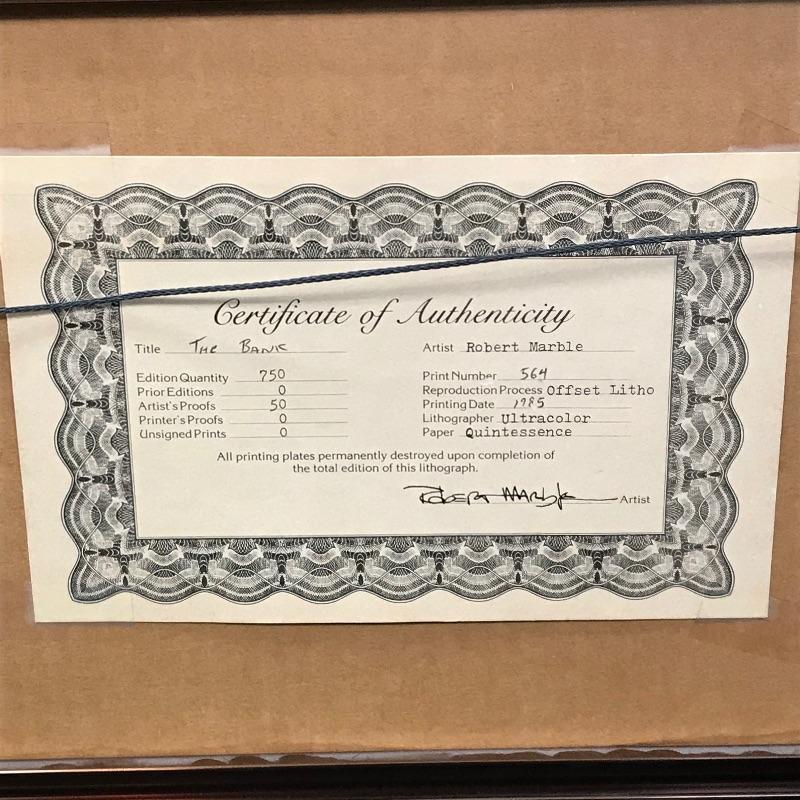 Certificate of Authenticity
Title The Bank
Artist Robert Marble
Edition Quantity 750
Prior Editions 0
Artist's Proofs 50
Printer's Proofs 0
Unsigned Prints 0
Print Number 564
Reproduction Process Offset Litho
Printing Date 1985
Lithographer Ultracolor
Paper Quintessence
All printing plates permanently destroyed upon completion of
the total edition of this lithograph.
Robert Marble Artist